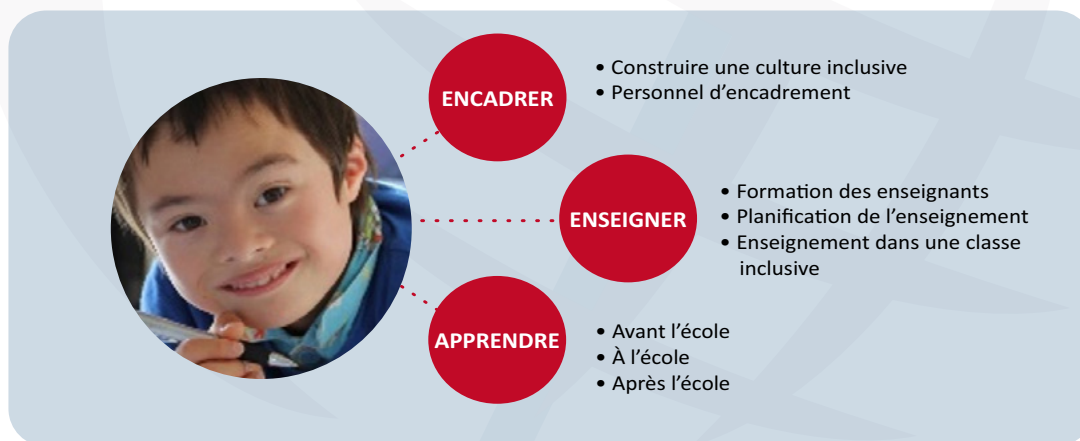 ENCADRER
• Construire une culture inclusive
• Personnel d’encadrement
ENSEIGNER
• Formation des enseignants
• Planification de l’enseignement
• Enseignement dans une classe
inclusive
APPRENDRE
• Avant l’école
• À l’école
• Après l’école